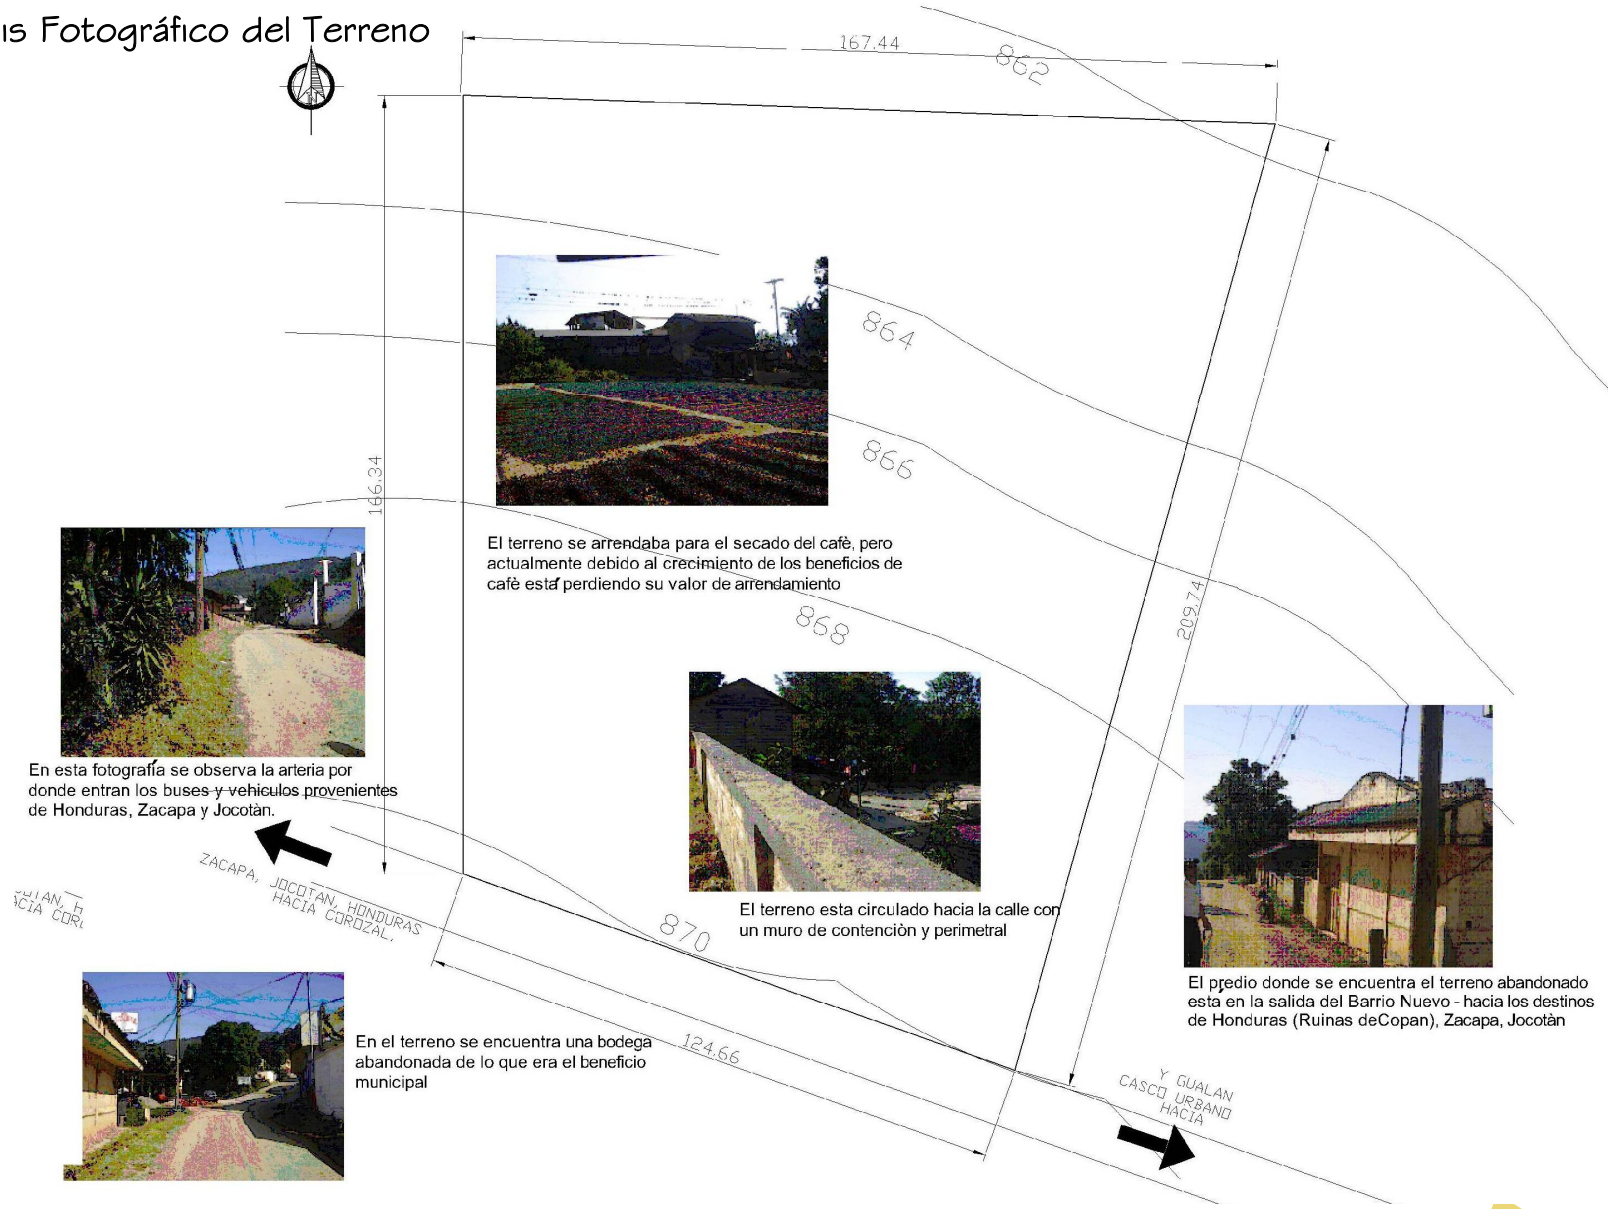 is Fotográfico del Terreno
167.44
862
864
866
166.34
El terreno se arrendaba para el secado del cafè, pero
actualmente debido al crecimiento de los beneficios de
cafè está perdiendo su valor de arrendamiento
868
209.74
En esta fotografía se observa la arteria por
donde entran los buses y vehiculos provenientes
de Honduras, Zacapa y Jocotàn.
ZACAPA, JOCOTAN, HONDURAS
HACIA COROZAL,
El terreno esta circulado hacia la calle con
un muro de contenciòn y perimetral
870
El predio donde se encuentra el terreno abandonado
está en la salida del Barrio Nuevo - hacia los destinos
de Honduras (Ruinas deCopan), Zacapa, Jocotàn
En el terreno se encuentra una bodega
abandonada de lo que era el beneficio
municipal
124.66
Y GUALAN
CASCO URBANO
HACIA